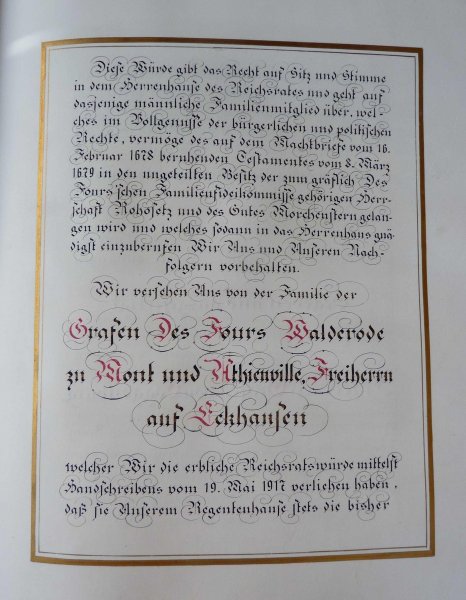 Diese Würde gibt das Recht auf Sitz und Stimme
in dem Herrenhause des Reichsrates und geht auf
dasjenige männliche Familienmitglied über, wel-
ches im Vollgenusse der bürgerlichen und politischen
Rechte, vermöge des auf dem Machtbriefe vom 16.
Februar 1678 beruhenden Testamentes vom 8. März
1679 in den ungeteilten Besitz der zum gräflich Des
Fours'schen Familienfideikommisse gehörigen Herr-
schaft Rohosetz und des Gutes Morchenstern gelan-
gen wird und welches sodann in das Herrenhaus gnä-
digst einzuberufen Wir Uns und Unseren Nach-
folgern vorbehalten.
Wir versehen Uns von der Familie der
Grafen Des Fours Walderode
zu Mont und Athienville, Freiherrn
auf Eckhausen
welcher Wir die erbliche Reichsratswürde mittelst
Handschreibens vom 19. Mai 1917 verliehen haben,
daß sie Unserem Regentenhause stets die bisher